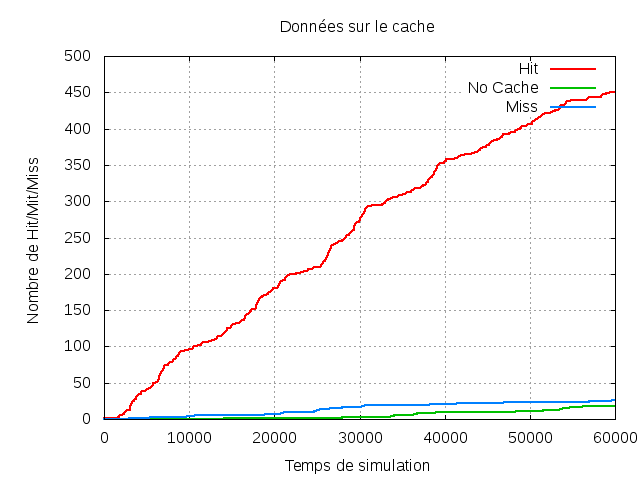 Données sur le cache
500
450
400
350
300
250
200
150
100
50
0
Nombre de Hit/Mit/Miss
Hit
No Cache
Miss
0 10000 20000 30000 40000 50000 60000
Temps de simulation